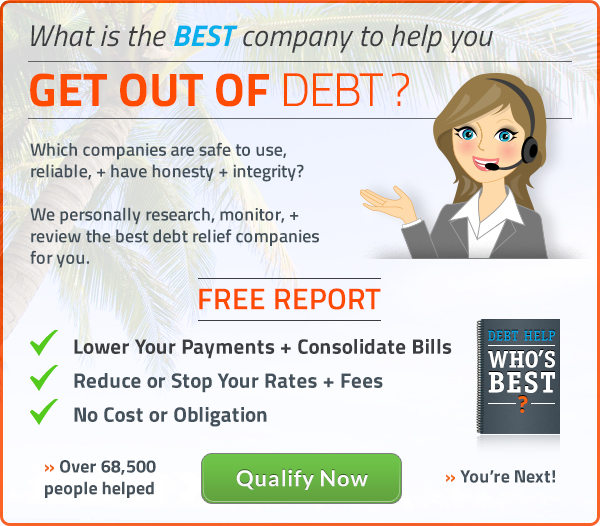 What is the BEST company to help you
GET OUT OF DEBT?
Which companies are safe to use,
reliable, + have honesty + integrity?
We personally research, monitor, +
review the best debt relief companies
for you.
FREE REPORT
Lower Your Payments + Consolidate Bills
Reduce or Stop Your Rates + Fees
No Cost or Obligation
DEBT HELP
WHO'S
BEST
?
» Over 68,500
people helped
Qualify Now
» You're Next!